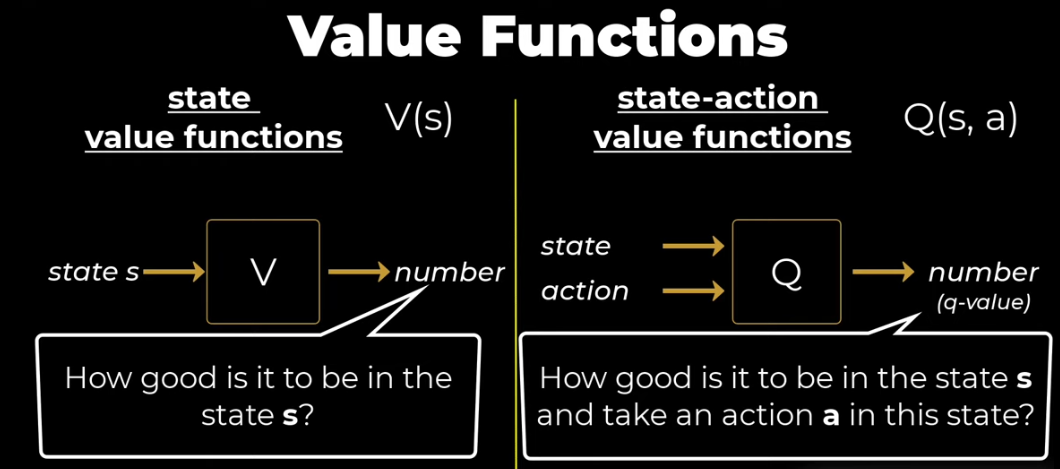 Value Functions
state
value functions
V(s)
state s
V
number
How good is it to be in the
state s?
state-action
value functions
Q(s, a)
state
action
Q
number
(q-value)
How good is it to be in the state s
and take an action a in this state?